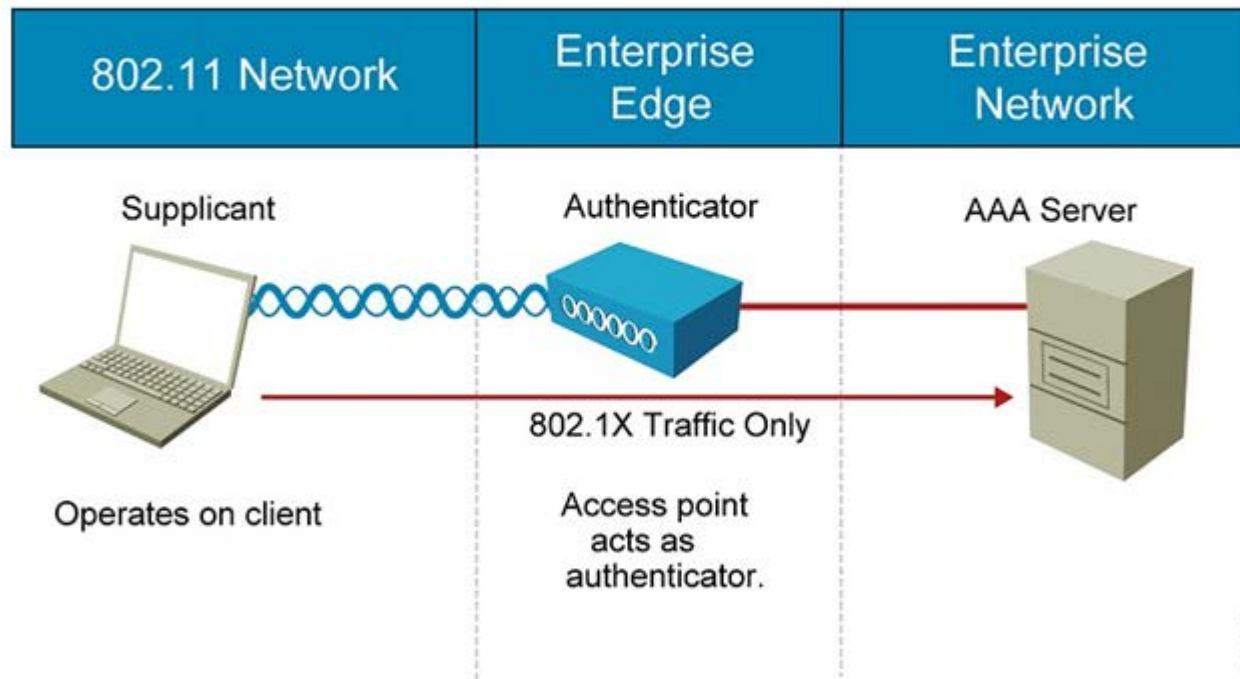 802.11 Network
Enterprise
Edge
Enterprise
Network
Supplicant
Authenticator
AAA Server
802.1X Traffic Only
Operates on client
Access point
acts as
authenticator.